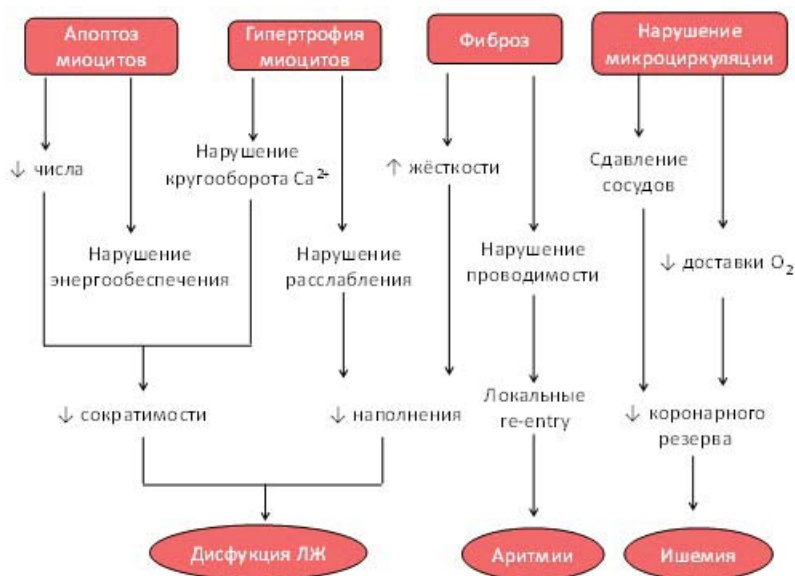 Апоптоз
миоцитов
Гипертрофия
миоцитов
Фиброз
Нарушение
микроциркуляции
↓ числа
Нарушение
кругооборота Ca²⁺
↑ жёсткости
Сдавление
сосудов
Нарушение
энергообеспечения
Нарушение
расслабления
Нарушение
проводимости
↓ доставки O₂
↓ сократимости
↓ наполнения
Локальные
re-entry
↓ коронарного
резерва
Дисфукция ЛЖ
Аритмии
Ишемия